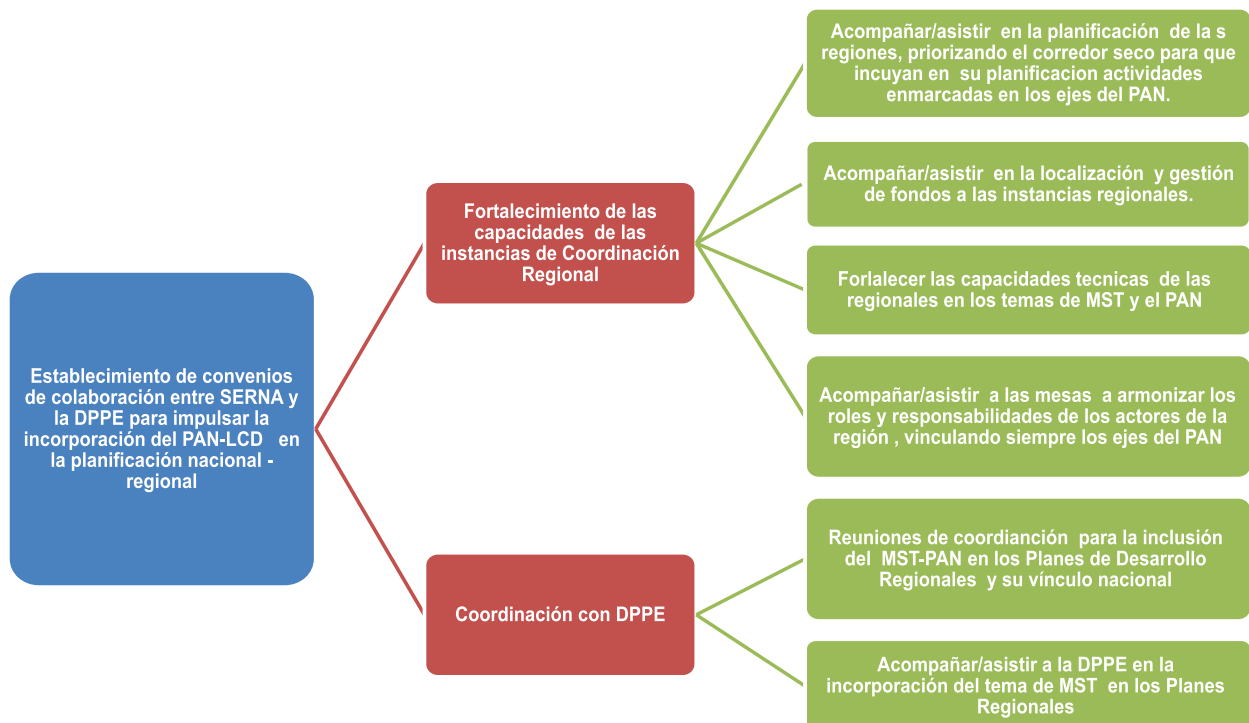 Establecimiento de convenios
de colaboración entre SERNA y
la DPPE para impulsar la
incorporación del PAN-LCD en
la planificación nacional -
regional
Fortalecimiento de las
capacidades de las
instancias de Coordinación
Regional
Acompañar/asistir en la planificación de la s
regiones, priorizando el corredor seco para que
incuyan en su planificacion actividades
enmarcadas en los ejes del PAN.
Acompañar/asistir en la localización y gestión
de fondos a las instancias regionales.
Forlalecer las capacidades tecnicas de las
regionales en los temas de MST y el PAN
Acompañar/asistir a las mesas a armonizar los
roles y responsabilidades de los actores de la
región , vinculando siempre los ejes del PAN
Coordinación con DPPE
Reuniones de coordianción para la inclusión
del MST-PAN en los Planes de Desarrollo
Regionales y su vínculo nacional
Acompañar/asistir a la DPPE en la
incorporación del tema de MST en los Planes
Regionales